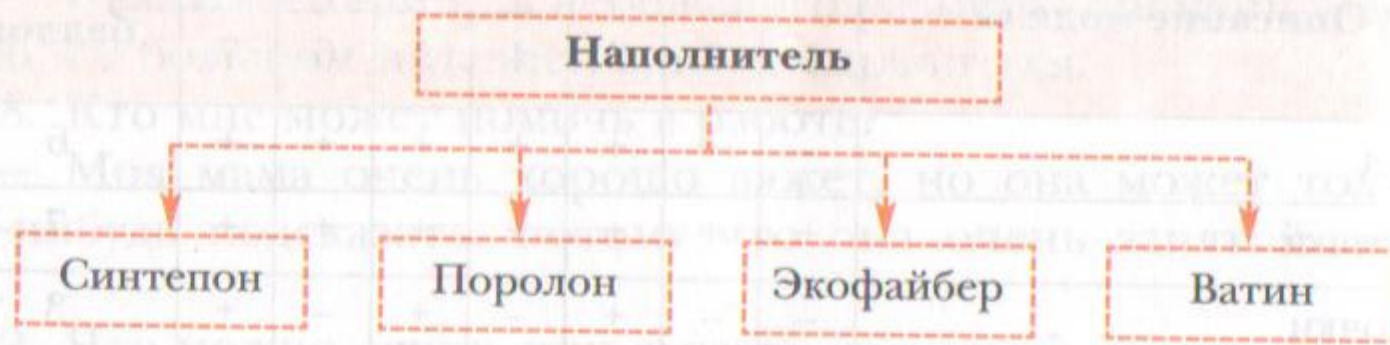 Наполнитель
Синтепон
Поролон
Экофайбер
Ватин